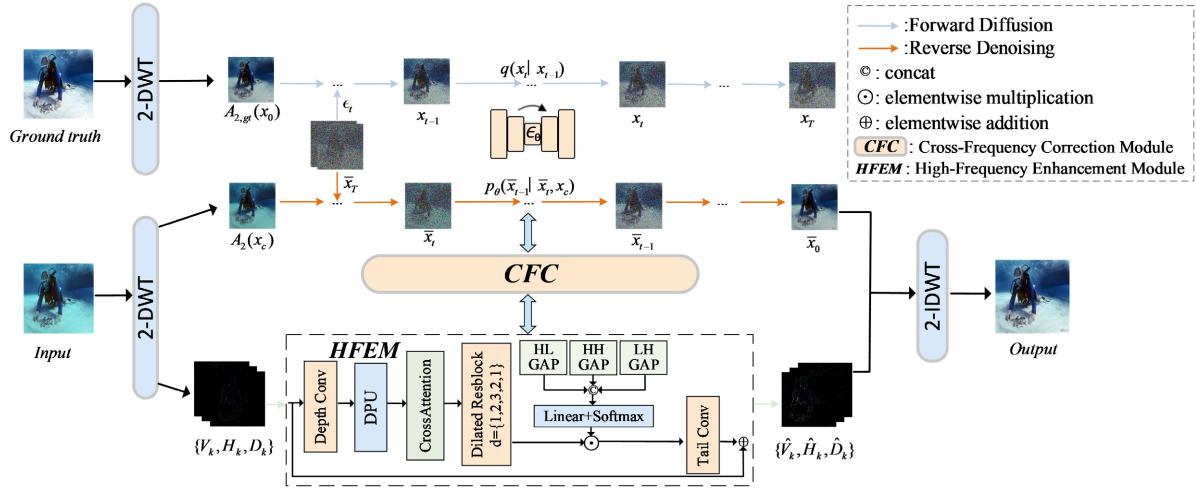 Ground truth
2-DWT
A_{2,gt}(x_0)
...
ϵ_t
x_{t-1}
q(x_t| x_{t-1})
...
ϵ_θ
x_t
...
x_T
:Forward Diffusion
:Reverse Denoising
©: concat
⊙: elementwise multiplication
⊕: elementwise addition
CFC: Cross-Frequency Correction Module
HFEM: High-Frequency Enhancement Module
Input
2-DWT
A_2(x_c)
x̅_T
...
x̅_t
p_θ(x̅_{t-1}| x̅_t, x_c)
...
x̅_{t-1}
...
x̅_0
CFC
2-IDWT
Output
{V_k, H_k, D_k}
HFEM
Depth Conv
DPU
CrossAttention
Dilated Resblock
d={1,2,3,2,1}
HL
GAP
HH
GAP
LH
GAP
©
Linear+Softmax
Tail Conv
{V̂_k, Ĥ_k, D̂_k}